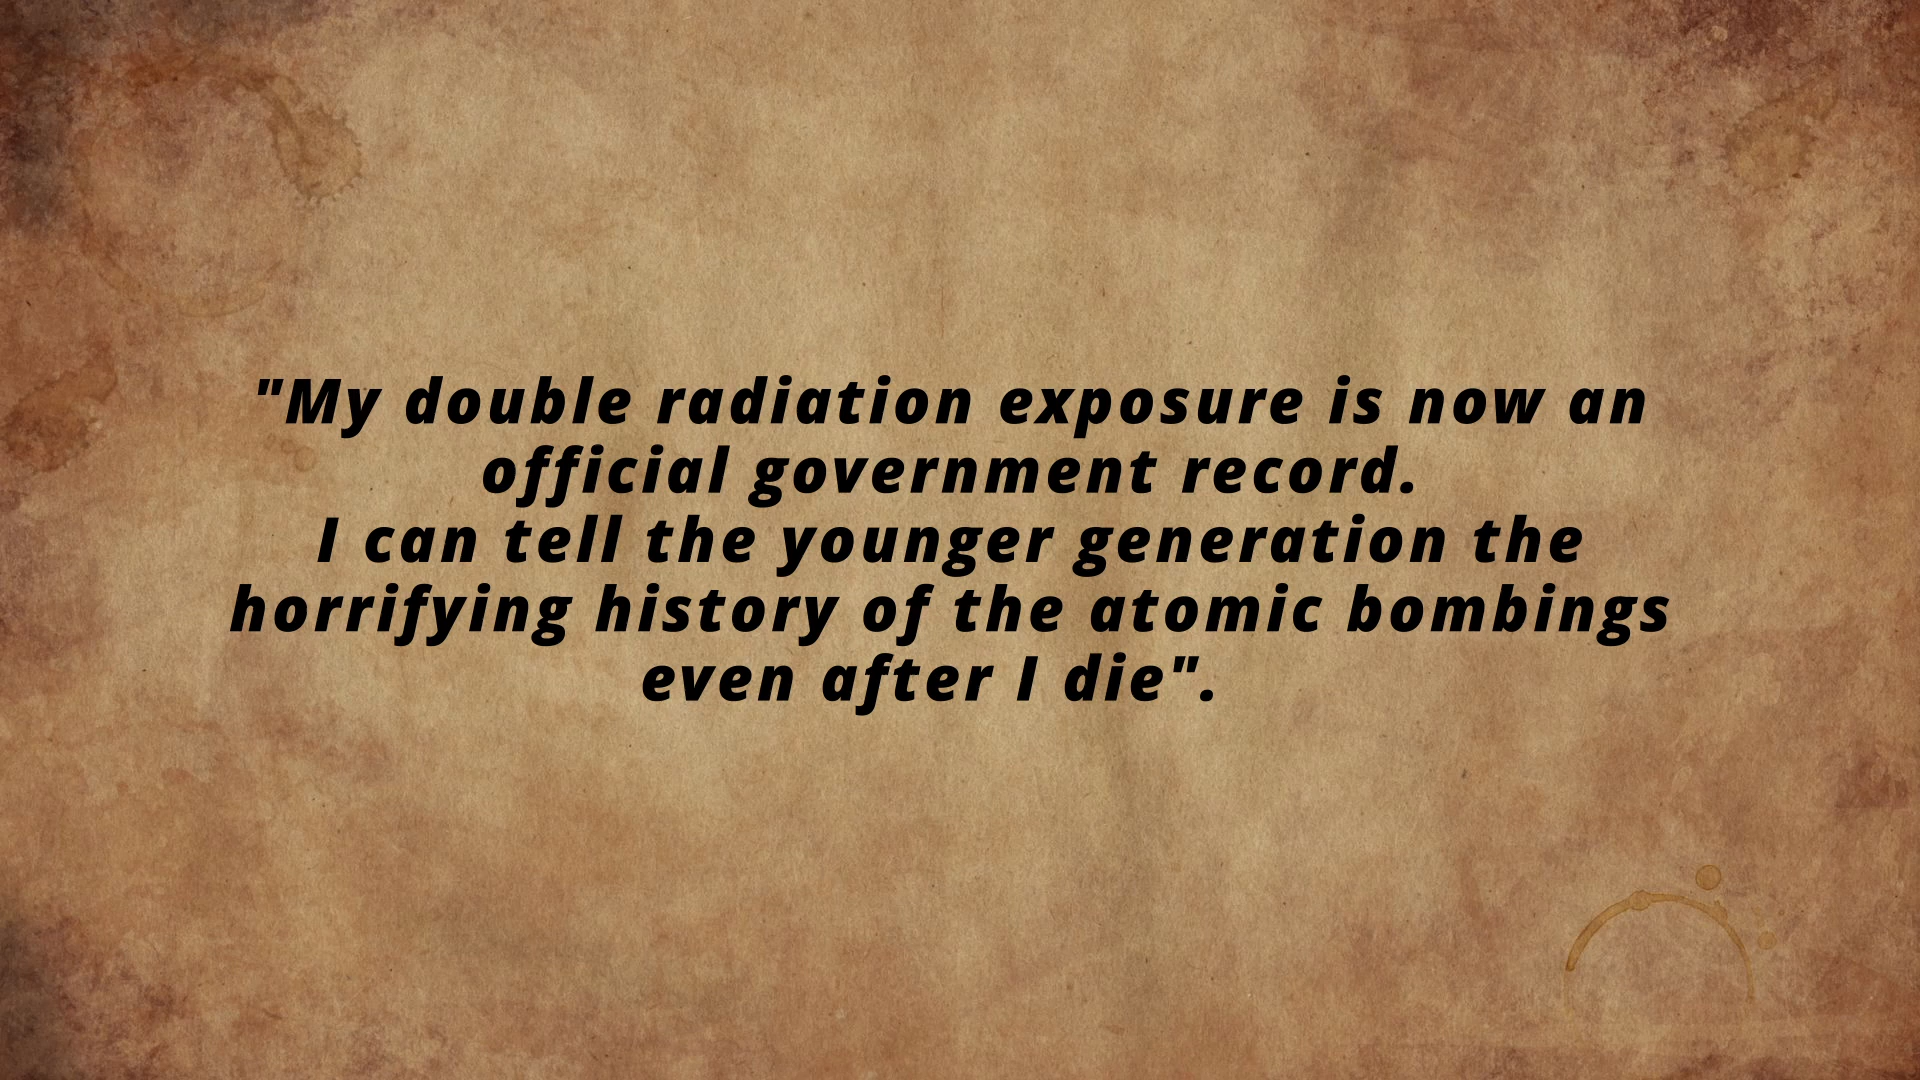 "My double radiation exposure is now an
official government record.
I can tell the younger generation the
horrifying history of the atomic bombings
even after I die".